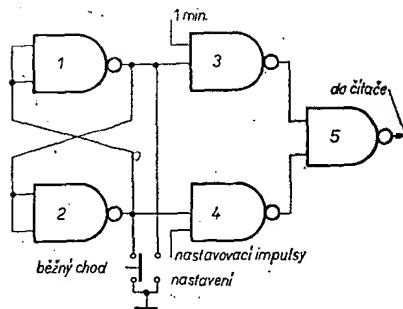 1 min.
1
3
do čítače
5
2
4
nastavovací impulsy
běžný chod
nastavení